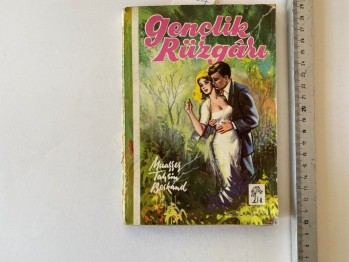 Gençlik
Rüzgârı
Muazzez
Tahsin
Berkand